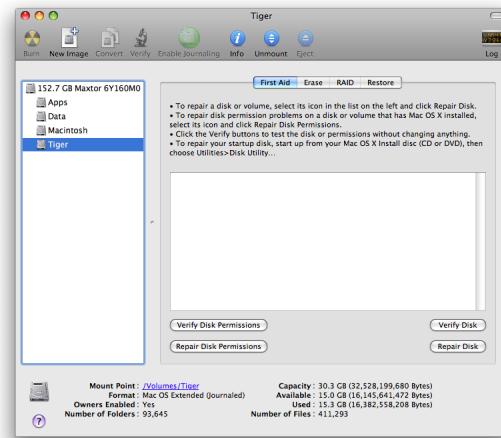 Tiger
Burn New Image Convert Verify Enable Journaling Info Unmount Eject Log
First Aid Erase RAID Restore
152.7 GB Maxtor 6Y160M0
Apps
Data
Macintosh
Tiger
• To repair a disk or volume, select its icon in the list on the left and click Repair Disk.
• To repair disk permission problems on a disk or volume that has Mac OS X installed,
select its icon and click Repair Disk Permissions.
• Click the Verify buttons to test the disk or permissions without changing anything.
• To repair your startup disk, start up from your Mac OS X Install disc (CD or DVD), then
choose Utilities>Disk Utility...
Verify Disk Permissions Verify Disk
Repair Disk Permissions Repair Disk
Mount Point : /Volumes/Tiger Capacity : 30.3 GB (32,528,199,680 Bytes)
Format : Mac OS Extended (Journaled) Available : 15.0 GB (16,145,641,472 Bytes)
Owners Enabled : Yes Used : 15.3 GB (16,382,558,208 Bytes)
Number of Folders : 93,645 Number of Files : 411,293
?